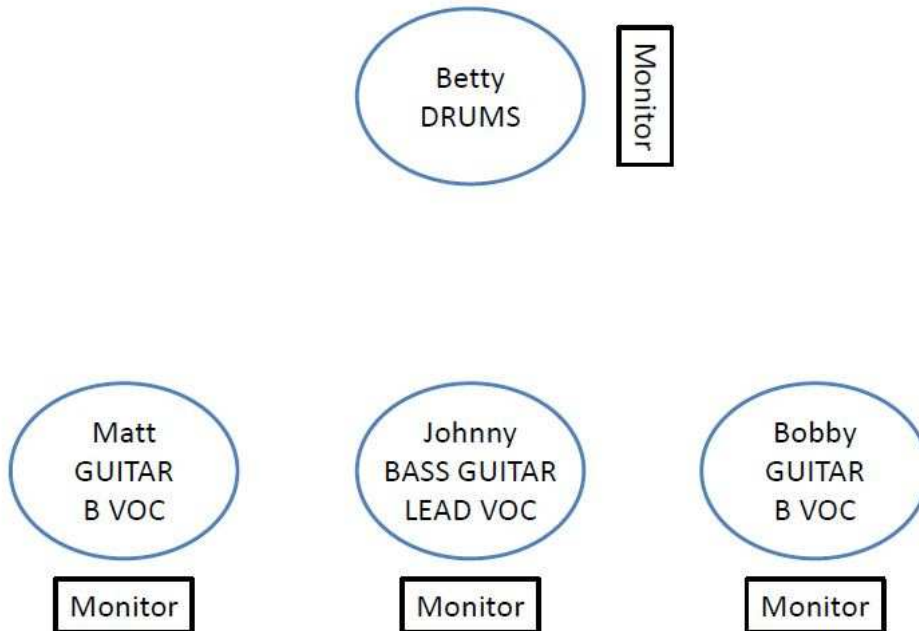 Betty
DRUMS
Monitor
Matt
GUITAR
B VOC
Johnny
BASS GUITAR
LEAD VOC
Bobby
GUITAR
B VOC
Monitor
Monitor
Monitor